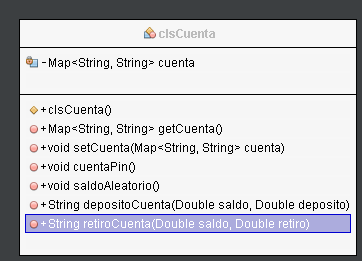 clsCuenta
- Map<String, String> cuenta
+ clsCuenta()
+ Map<String, String> getCuenta()
+ void setCuenta(Map<String, String> cuenta)
+ void cuentaPin()
+ void saldoAleatorio()
+ String depositoCuenta(Double saldo, Double deposito)
+ String retiroCuenta(Double saldo, Double retiro)